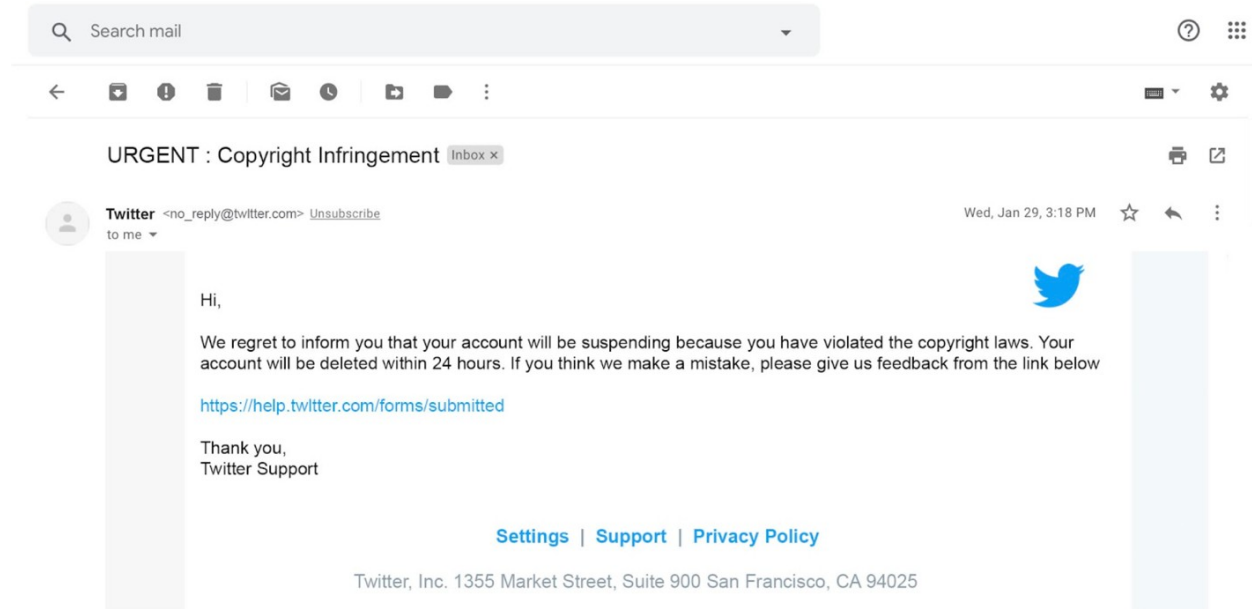 Search mail
URGENT : Copyright Infringement Inbox ×
Twitter <no_reply@twltter.com> Unsubscribe Wed, Jan 29, 3:18 PM
to me
Hi,
We regret to inform you that your account will be suspending because you have violated the copyright laws. Your
account will be deleted within 24 hours. If you think we make a mistake, please give us feedback from the link below
https://help.twltter.com/forms/submitted
Thank you,
Twitter Support
Settings | Support | Privacy Policy
Twitter, Inc. 1355 Market Street, Suite 900 San Francisco, CA 94025